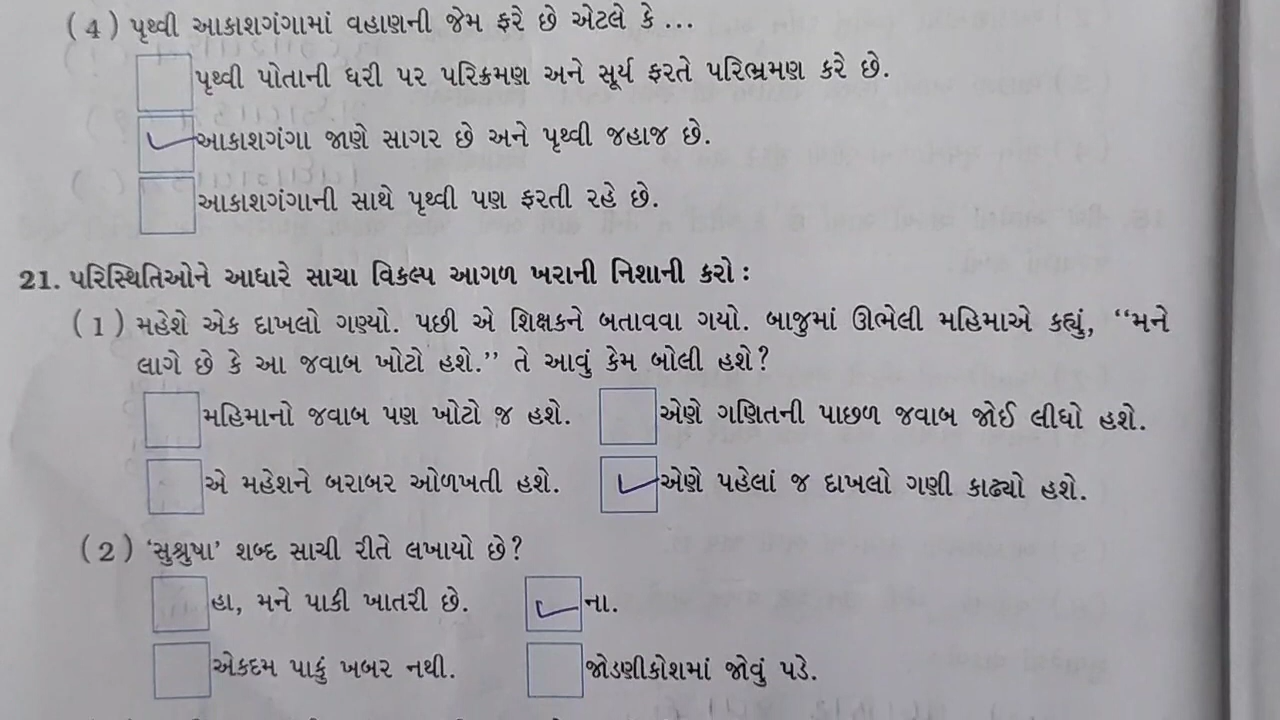 (4) પૃથ્વી આકાશગંગામાં વહાણની જેમ ફરે છે એટલે કે ...
પૃથ્વી પોતાની ધરી પર પરિક્રમણ અને સૂર્ય ફરતે પરિભ્રમણ કરે છે.
આકાશગંગા જાણે સાગર છે અને પૃથ્વી જહાજ છે.
આકાશગંગાની સાથે પૃથ્વી પણ ફરતી રહે છે.
21. પરિસ્થિતિઓને આધારે સાચા વિકલ્પ આગળ ખરાની નિશાની કરો :
(1) મહેશે એક દાખલો ગણ્યો. પછી એ શિક્ષકને બતાવવા ગયો. બાજુમાં ઊભેલી મહિમાએ કહ્યું, “મને
લાગે છે કે આ જવાબ ખોટો હશે.” તે આવું કેમ બોલી હશે?
મહિમાનો જવાબ પણ ખોટો જ હશે. એણે ગણિતની પાછળ જવાબ જોઈ લીધો હશે.
એ મહેશને બરાબર ઓળખતી હશે. એણે પહેલાં જ દાખલો ગણી કાઢ્યો હશે.
(2) ‘સુશ્રુષા’ શબ્દ સાચી રીતે લખાયો છે?
હા, મને પાકી ખાતરી છે. ના.
એકદમ પાકું ખબર નથી. જોડણીકોશમાં જોવું પડે.